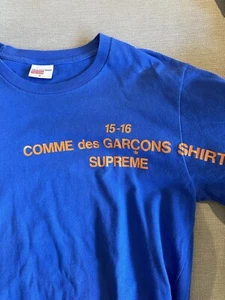 15-16
COMME des GARÇONS SHIRT
SUPREME